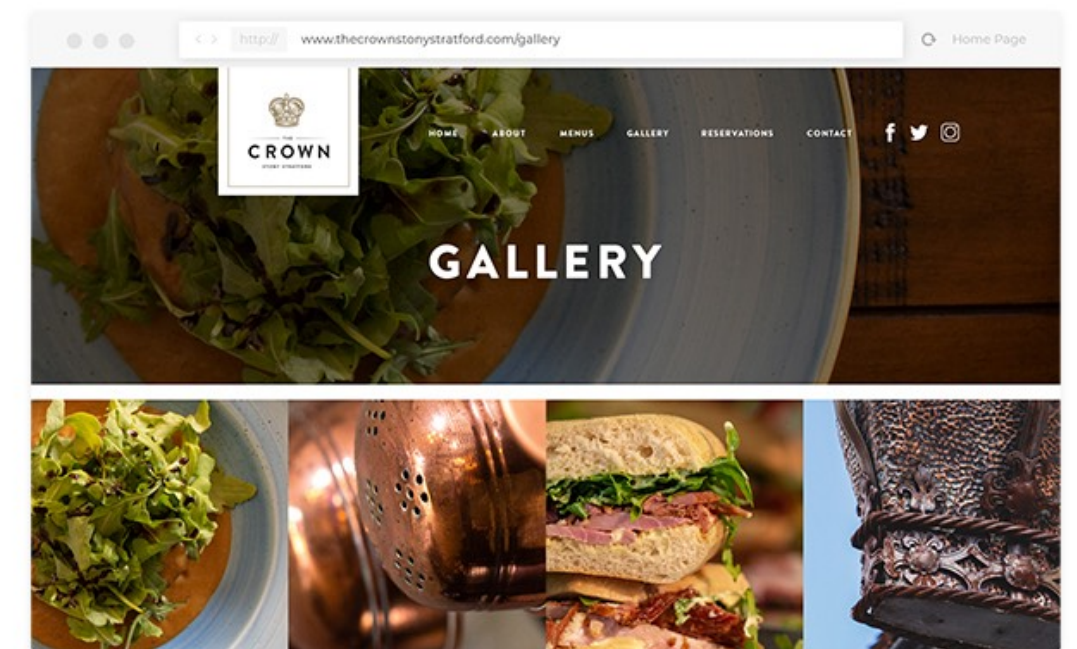 http:// www.thecrownstonystratford.com/gallery Home Page
THE
CROWN
STONY STRATFORD
HOME ABOUT MENUS GALLERY RESERVATIONS CONTACT
GALLERY